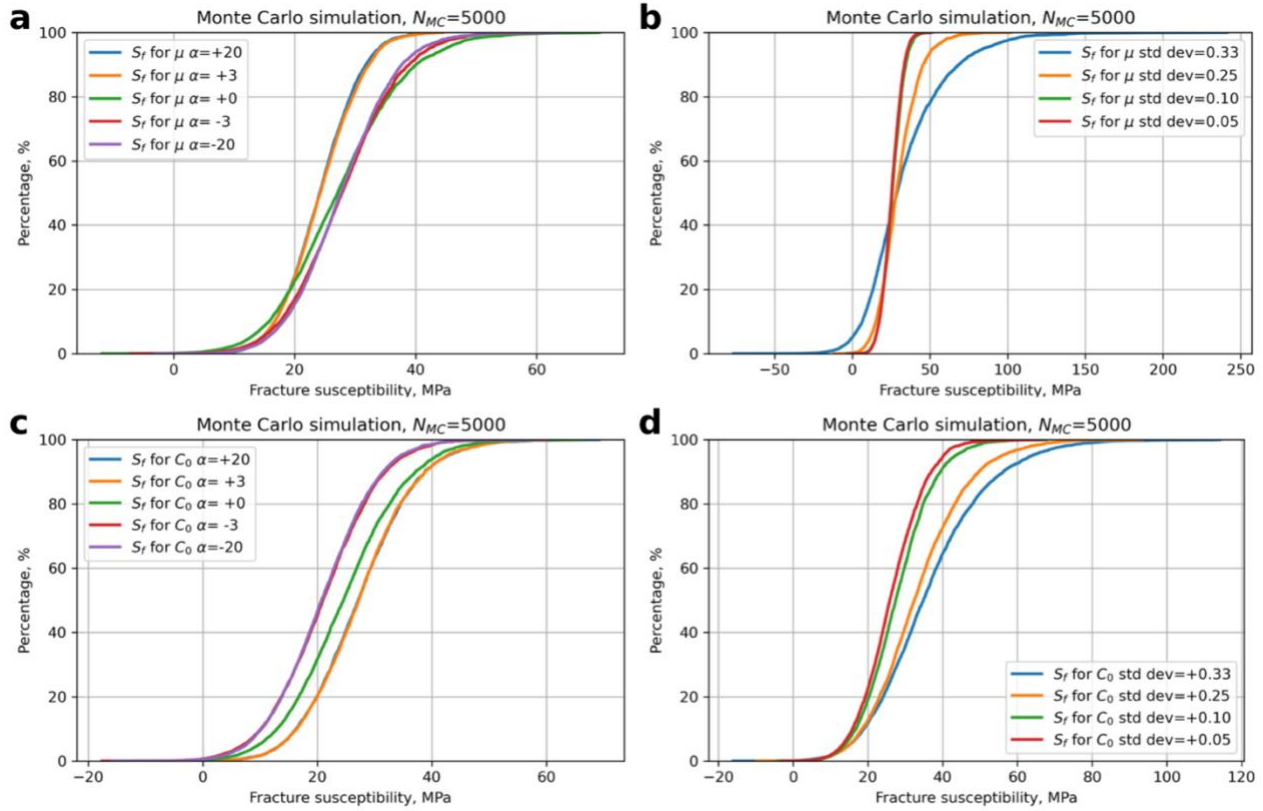 a
Monte Carlo simulation, N_MC=5000
100
80
60
40
20
0
Percentage, %
S_f for μ α=+20
S_f for μ α= +3
S_f for μ α= +0
S_f for μ α= -3
S_f for μ α=-20
0
20
40
60
Fracture susceptibility, MPa
b
Monte Carlo simulation, N_MC=5000
100
80
60
40
20
0
Percentage, %
S_f for μ std dev=0.33
S_f for μ std dev=0.25
S_f for μ std dev=0.10
S_f for μ std dev=0.05
−50
0
50
100
150
200
250
Fracture susceptibility, MPa
c
Monte Carlo simulation, N_MC=5000
100
80
60
40
20
0
Percentage, %
S_f for C_0 α=+20
S_f for C_0 α= +3
S_f for C_0 α= +0
S_f for C_0 α= -3
S_f for C_0 α=-20
−20
0
20
40
60
Fracture susceptibility, MPa
d
Monte Carlo simulation, N_MC=5000
100
80
60
40
20
0
Percentage, %
S_f for C_0 std dev=+0.33
S_f for C_0 std dev=+0.25
S_f for C_0 std dev=+0.10
S_f for C_0 std dev=+0.05
−20
0
20
40
60
80
100
120
Fracture susceptibility, MPa